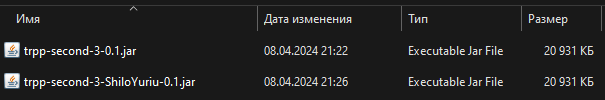 Имя Дата изменения Тип Размер
trpp-second-3-0.1.jar 08.04.2024 21:22 Executable Jar File 20 931 КБ
trpp-second-3-ShiloYuriu-0.1.jar 08.04.2024 21:26 Executable Jar File 20 931 КБ